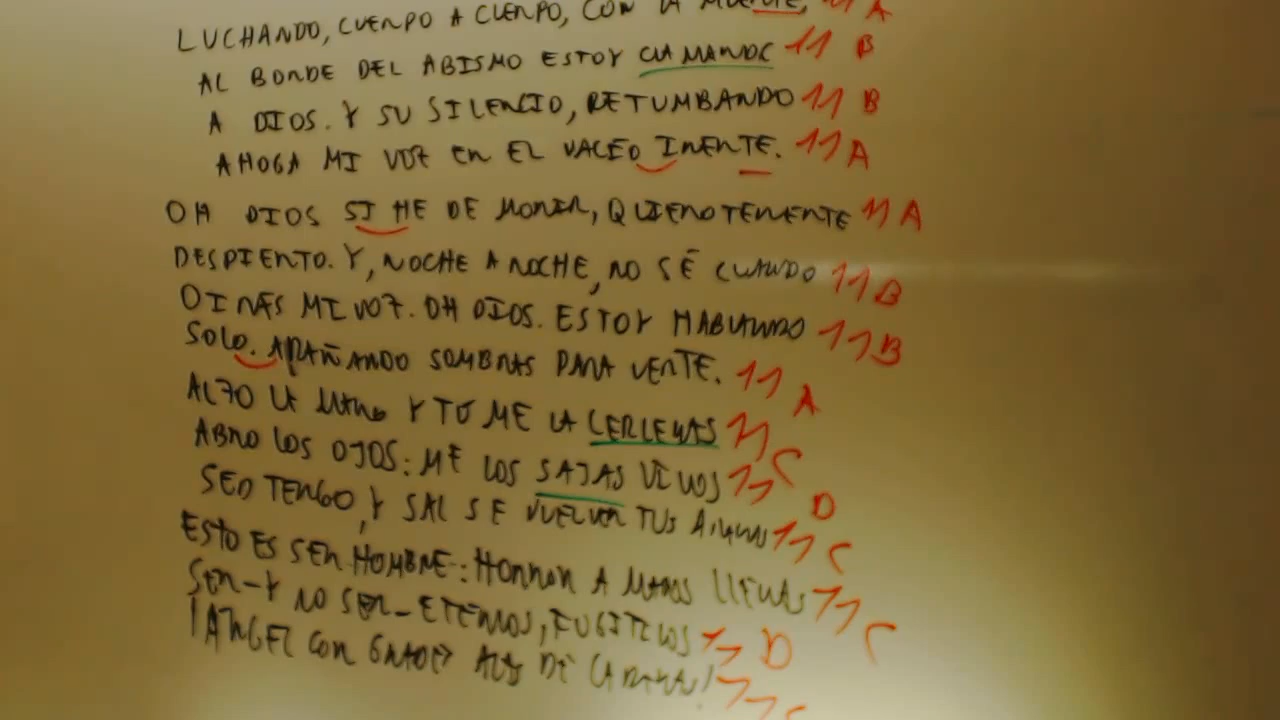 LUCHANDO, CUERPO A CUERPO, CON LA MUERTE, 11 A
AL BORDE DEL ABISMO ESTOY CLAMANDO 11 B
A DIOS. Y SU SILENCIO, RETUMBANDO 11 B
AHOGA MI VOZ EN EL VACÍO INERTE. 11 A
OH DIOS SI HE DE MORIR, QUIERO TENERTE 11 A
DESPIERTO. Y, NOCHE A NOCHE, NO SÉ CUANDO 11 B
OIRÁS MI VOZ. OH DIOS. ESTOY HABLANDO 11 B
SOLO. ARAÑANDO SOMBRAS PARA VERTE. 11 A
ALZO LA MANO Y TÚ ME LA CERCENAS 11 C
ABRO LOS OJOS: ME LOS SAJAS VIVOS 11 D
SED TENGO, Y SAL SE VUELVEN TUS 11 C
ESTO ES SER HOMBRE: HORROR A MANOS LLENAS 11 C
SER-Y NO SER-ETERNOS, FUGITIVOS 11 D
¡ÁNGEL CON GRANDES ALAS DE CADENAS! 11 C